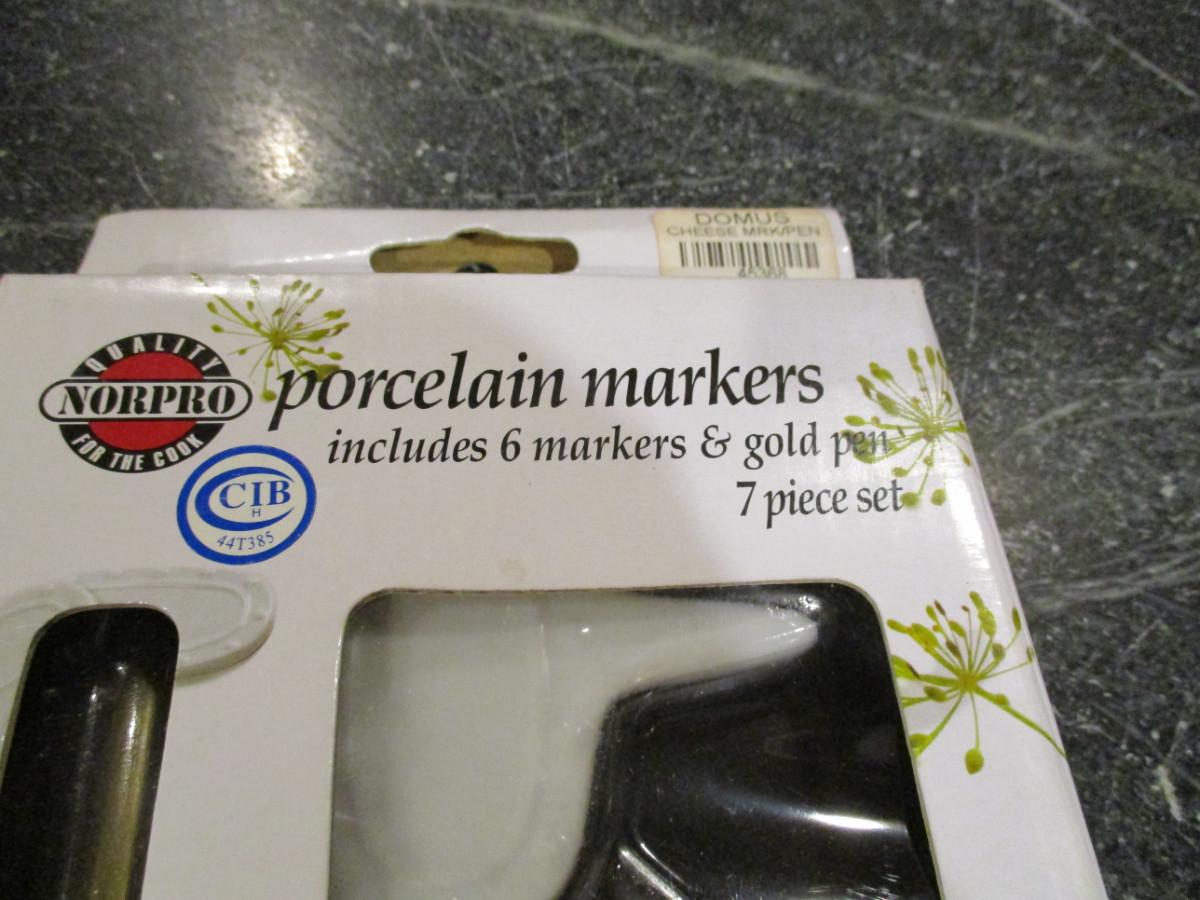 DOMUS
CHEESE MRK/PEN
45368
QUALITY
NORPRO
FOR THE COOK
porcelain markers
includes 6 markers & gold pen
7 piece set
CIB
H
44T385